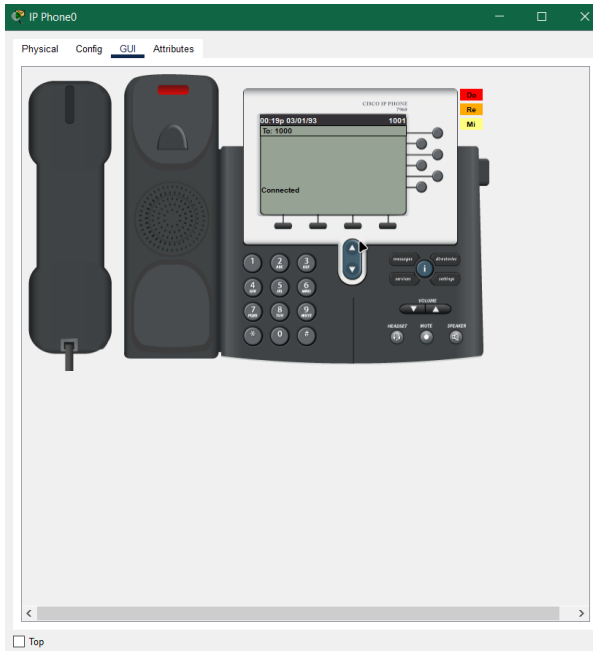 IP Phone0
Physical Config GUI Attributes
CISCO IP PHONE
7960
Do
Re
Mi
00:19p 03/01/93 1001
To: 1000
Connected
1 2 ABC 3 DEF
4 GHI 5 JKL 6 MNO
7 PQRS 8 TUV 9 WXYZ
* 0 #
messages directories
i
services settings
VOLUME
HEADSET MUTE SPEAKER
Top